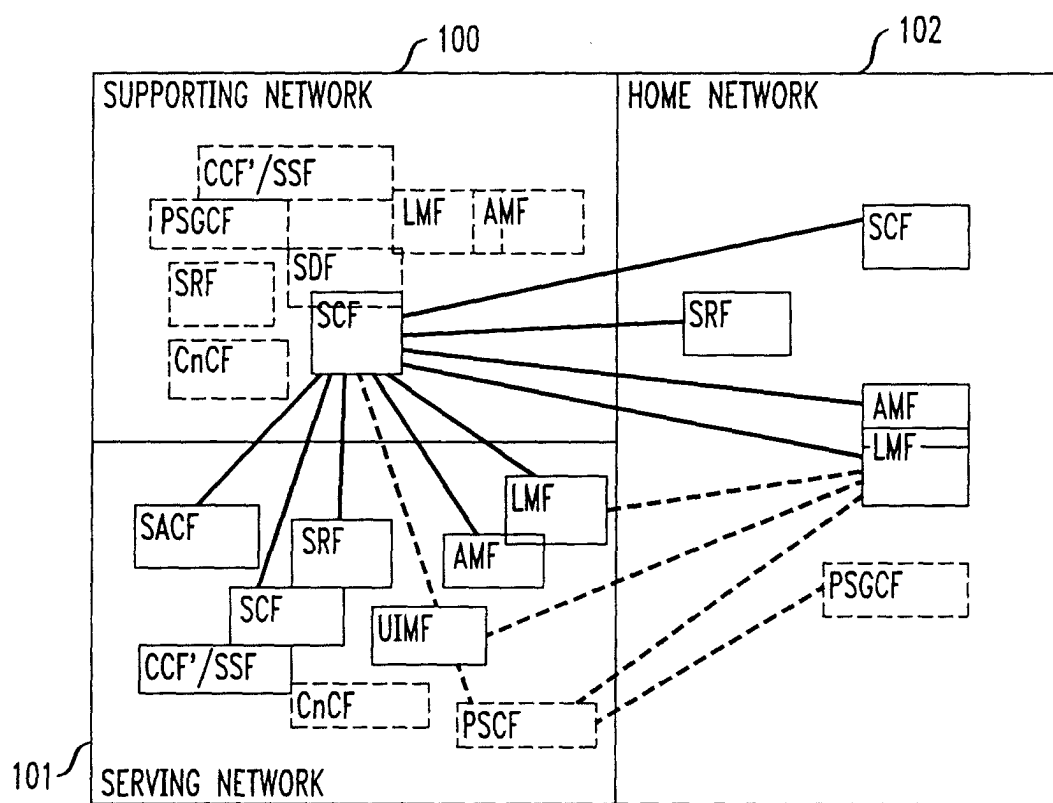 100
102
SUPPORTING NETWORK
HOME NETWORK
CCF'/SSF
PSGCF
LMF
AMF
SCF
SRF
SDF
SCF
SRF
CnCF
AMF
LMF
LMF
SACF
SRF
AMF
SCF
UIMF
PSGCF
CCF'/SSF
CnCF
PSCF
101
SERVING NETWORK